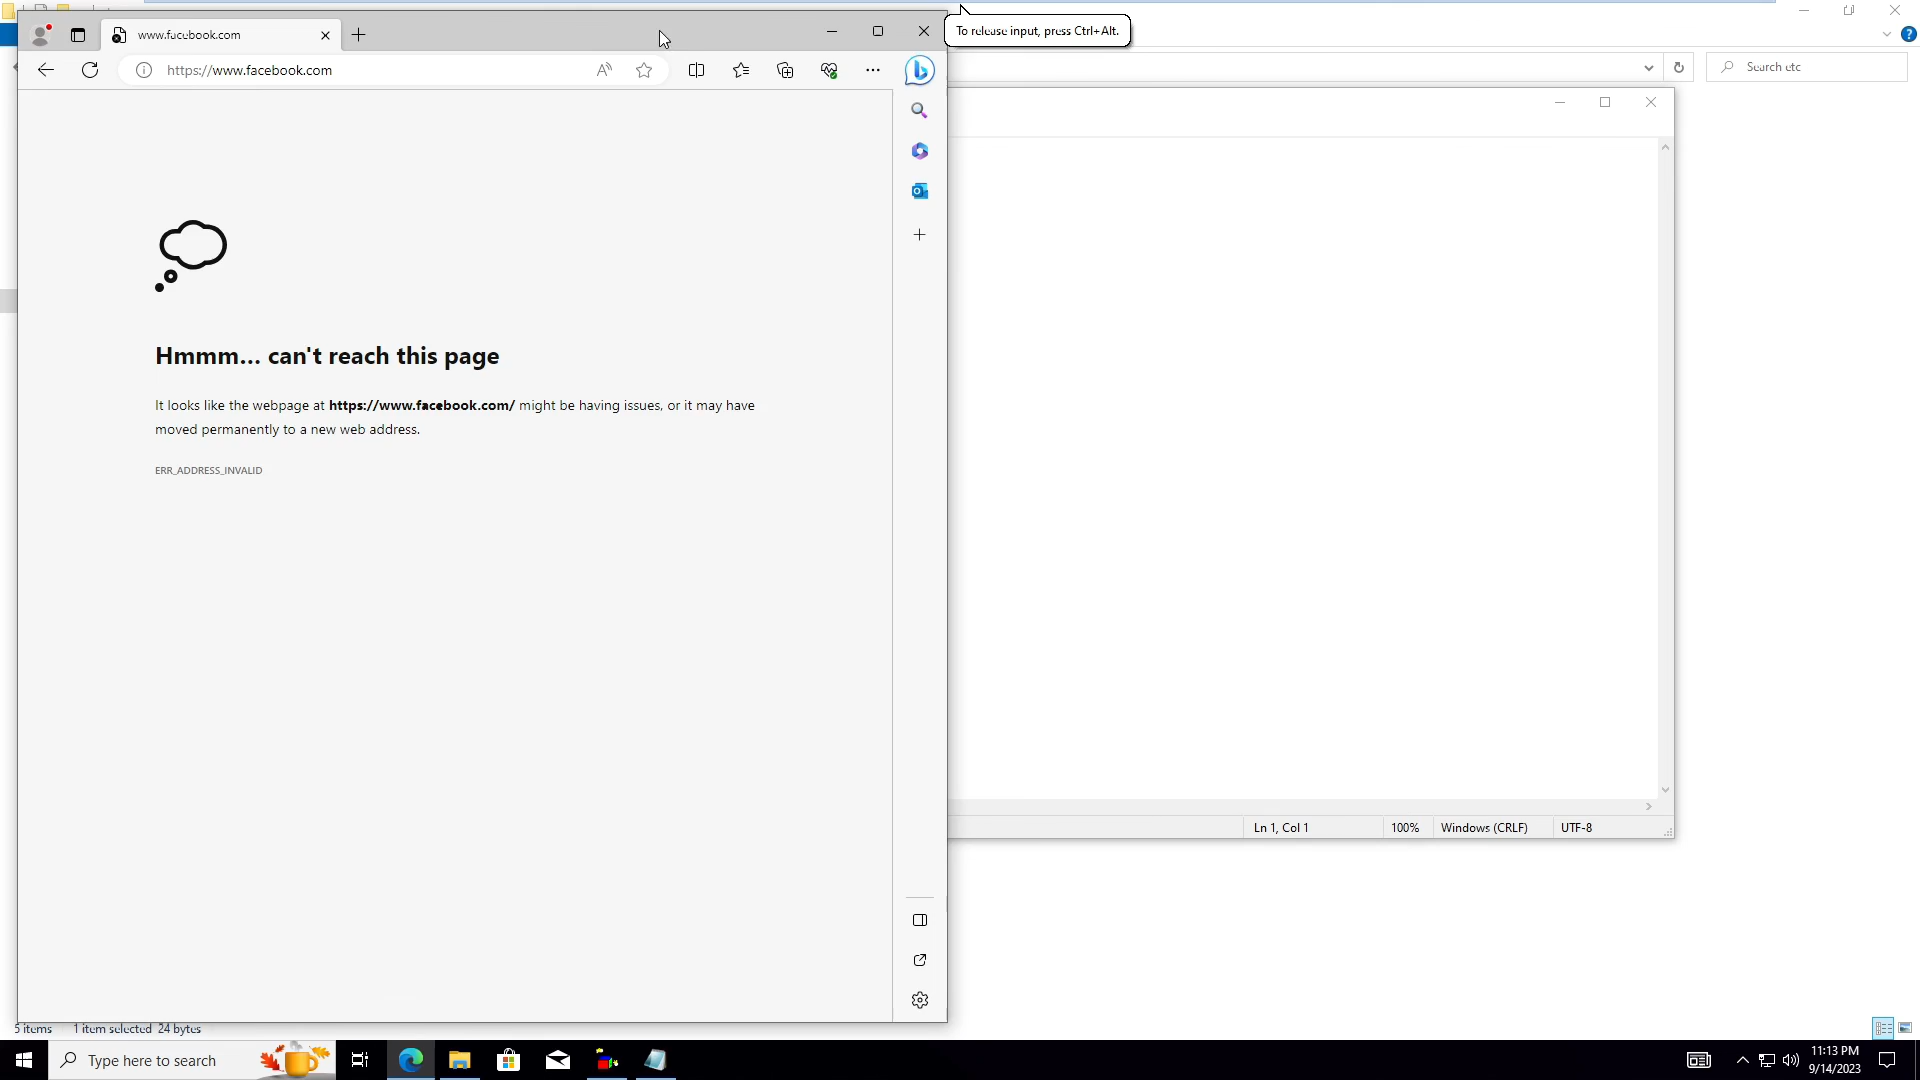 www.facebook.com
To release input, press Ctrl+Alt.
https://www.facebook.com
Search etc
Hmmm... can't reach this page
It looks like the webpage at https://www.facebook.com/ might be having issues, or it may have
moved permanently to a new web address.
ERR_ADDRESS_INVALID
Ln 1, Col 1
100%
Windows (CRLF)
UTF-8
5 items
1 item selected 24 bytes
Type here to search
11:13 PM
9/14/2023